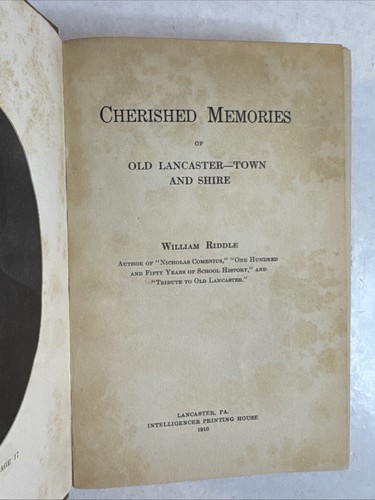 CHERISHED MEMORIES
OF
OLD LANCASTER—TOWN
AND SHIRE
WILLIAM RIDDLE
AUTHOR OF "NICHOLAS COMENIUS," "ONE HUNDRED
AND FIFTY YEARS OF SCHOOL HISTORY," AND
"TRIBUTE TO OLD LANCASTER."
LANCASTER, PA.
INTELLIGENCER PRINTING HOUSE
1910